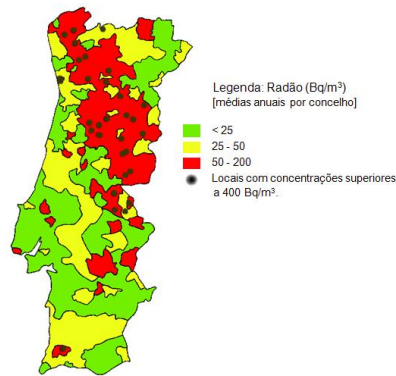 Legenda: Radão (Bq/m³)
[médias anuais por concelho]
< 25
25 - 50
50 - 200
Locais com concentrações superiores
a 400 Bq/m³.